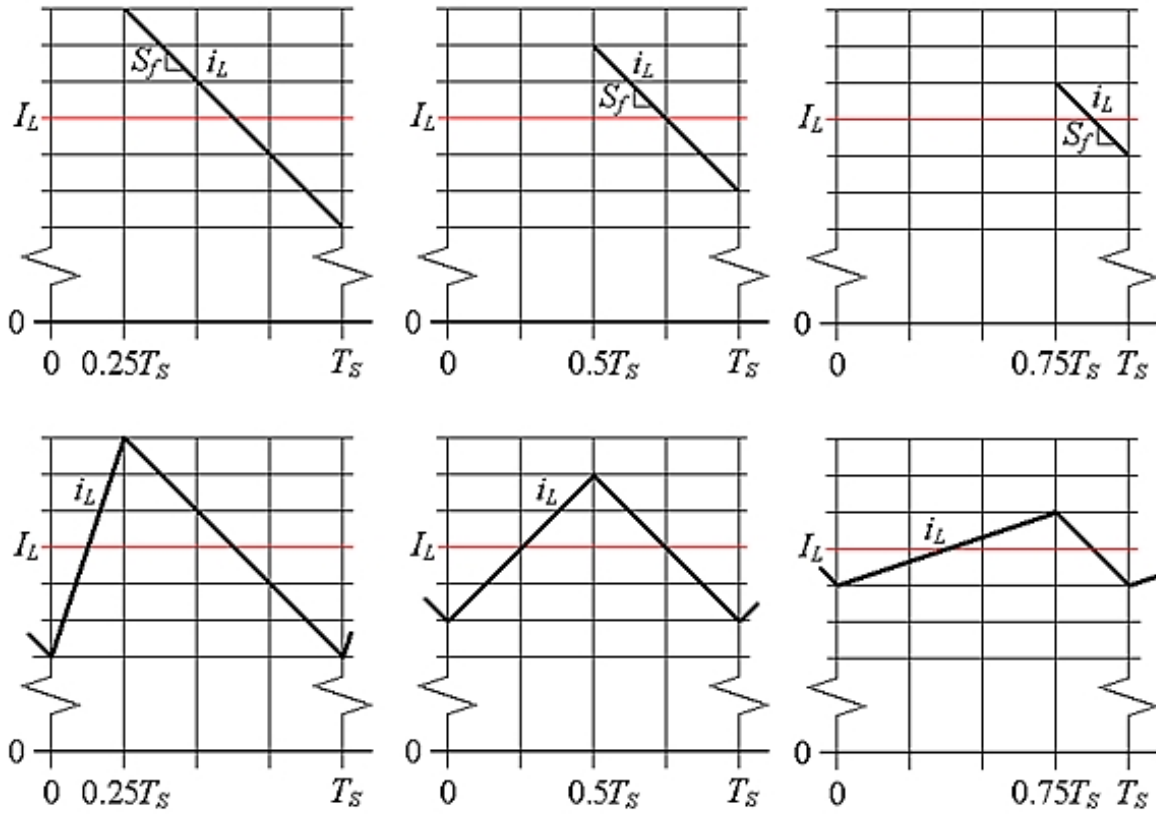 S_f i_L
I_L
0
0 0.25T_S T_S
i_L
S_f
I_L
0
0 0.5T_S T_S
i_L
I_L
S_f
0
0 0.75T_S T_S
i_L
I_L
0
0 0.25T_S T_S
i_L
I_L
0
0 0.5T_S T_S
i_L
I_L
0
0 0.75T_S T_S